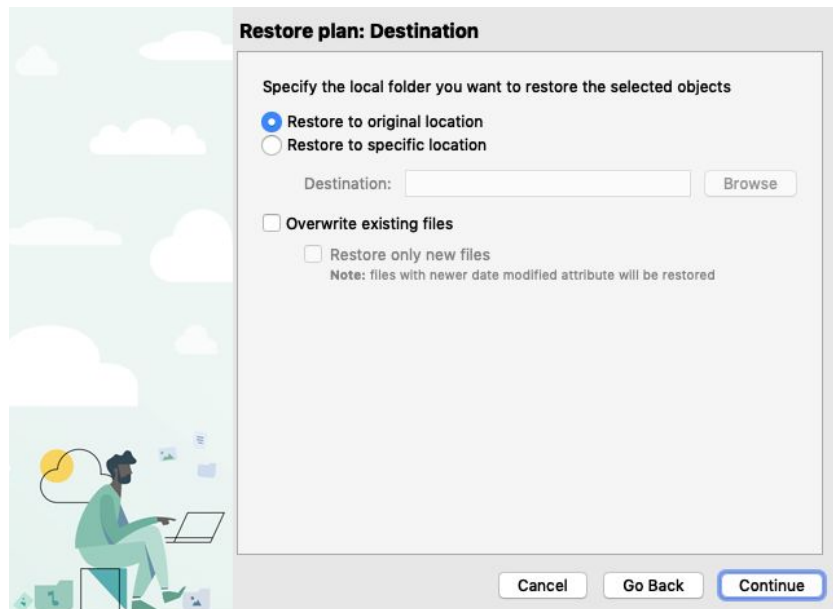 Restore plan: Destination
Specify the local folder you want to restore the selected objects
Restore to original location
Restore to specific location
Destination:
Browse
Overwrite existing files
Restore only new files
Note: files with newer date modified attribute will be restored
Cancel
Go Back
Continue